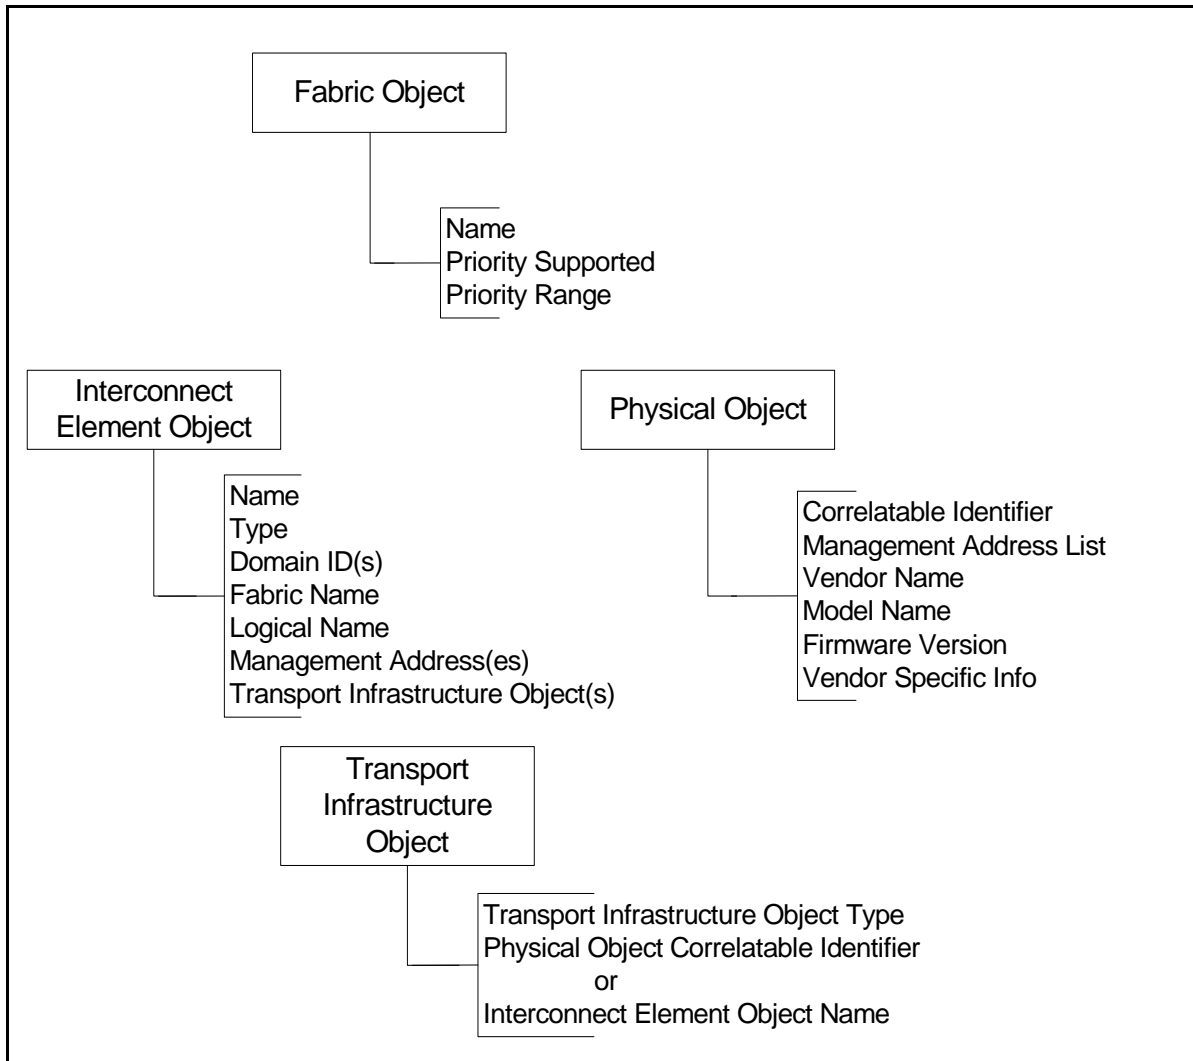 Fabric Object
Name
Priority Supported
Priority Range
Interconnect
Element Object
Name
Type
Domain ID(s)
Fabric Name
Logical Name
Management Address(es)
Transport Infrastructure Object(s)
Physical Object
Correlatable Identifier
Management Address List
Vendor Name
Model Name
Firmware Version
Vendor Specific Info
Transport
Infrastructure
Object
Transport Infrastructure Object Type
Physical Object Correlatable Identifier
or
Interconnect Element Object Name